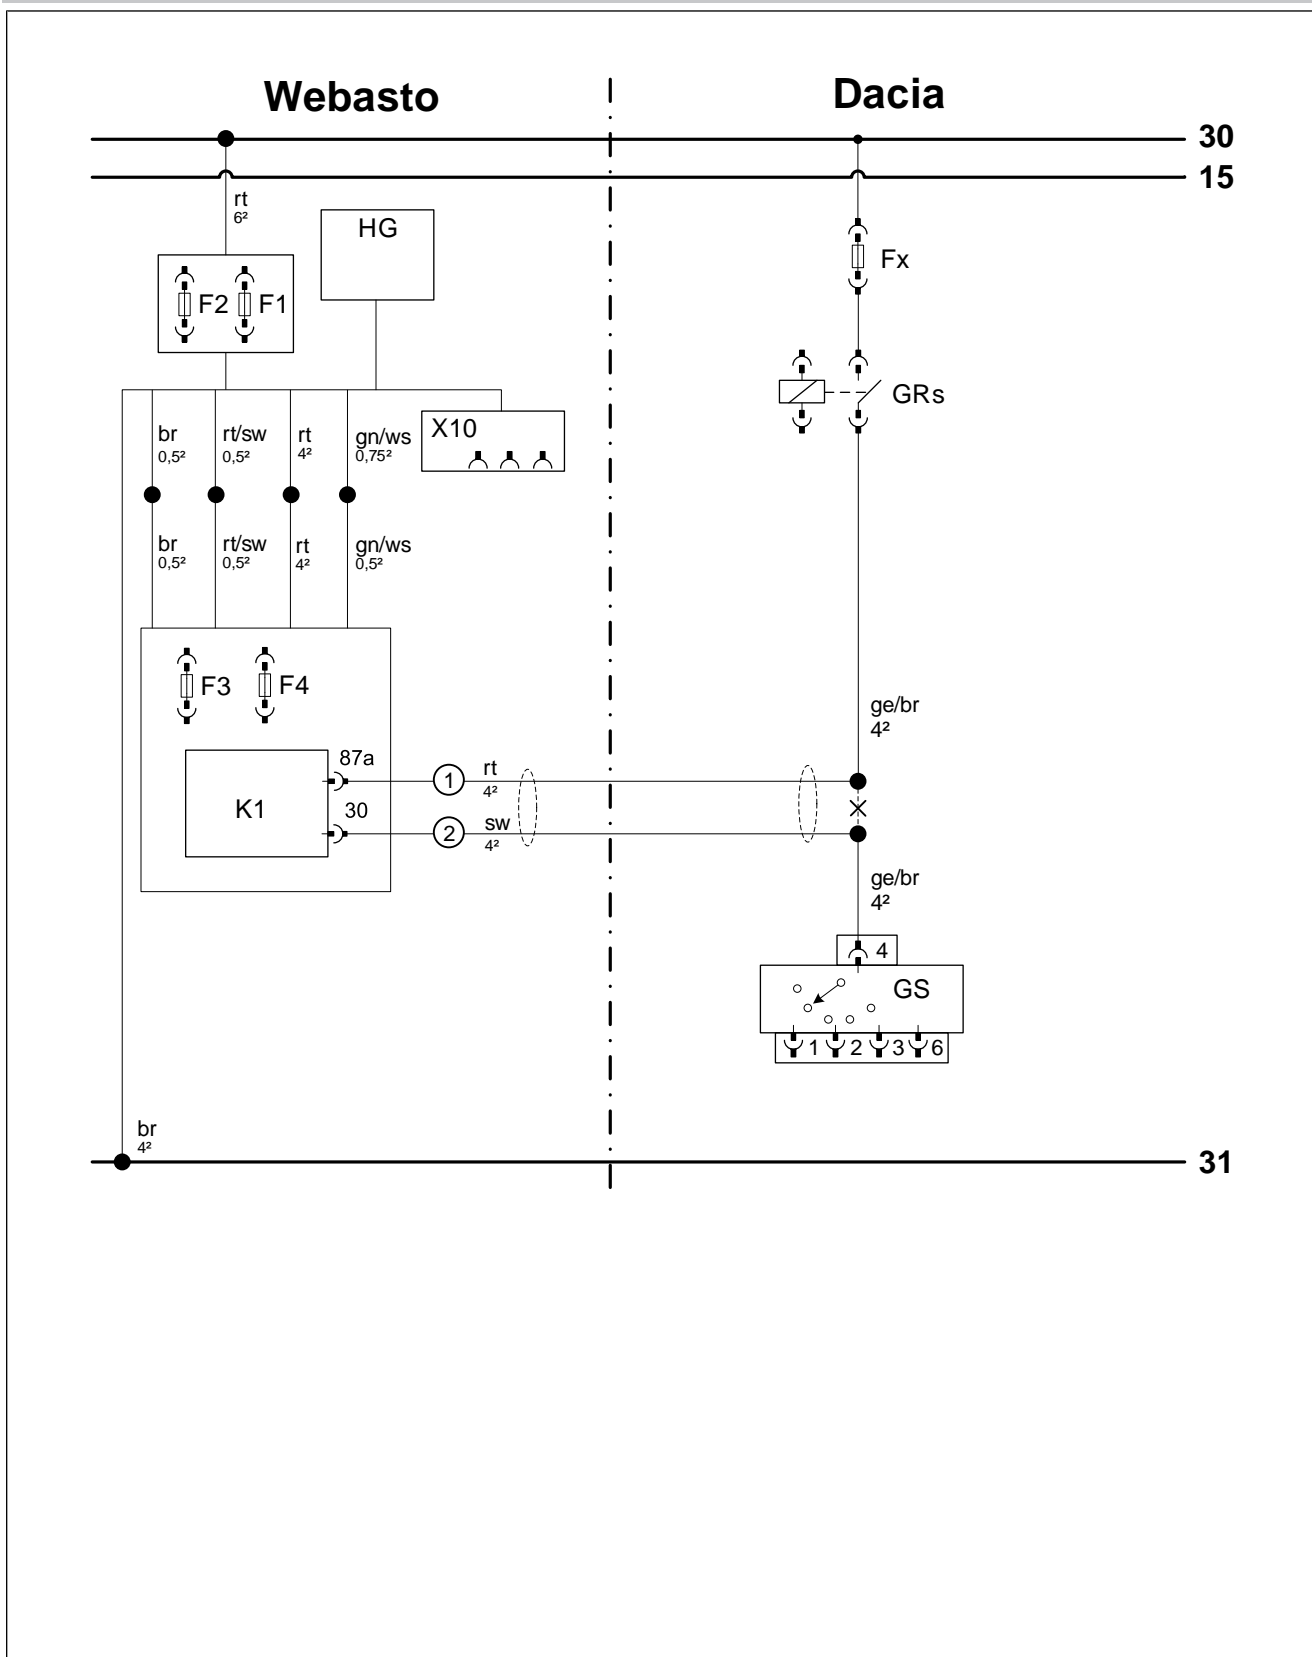 Webasto
Dacia
30
15
rt
6²
HG
Fx
F2
F1
GRs
X10
br
0,5²
rt/sw
0,5²
rt
4²
gn/ws
0,75²
br
0,5²
rt/sw
0,5²
rt
4²
gn/ws
0,5²
F3
F4
ge/br
4²
87a
1
rt
4²
K1
30
2
sw
4²
ge/br
4²
4
GS
1
2
3
6
br
4²
31